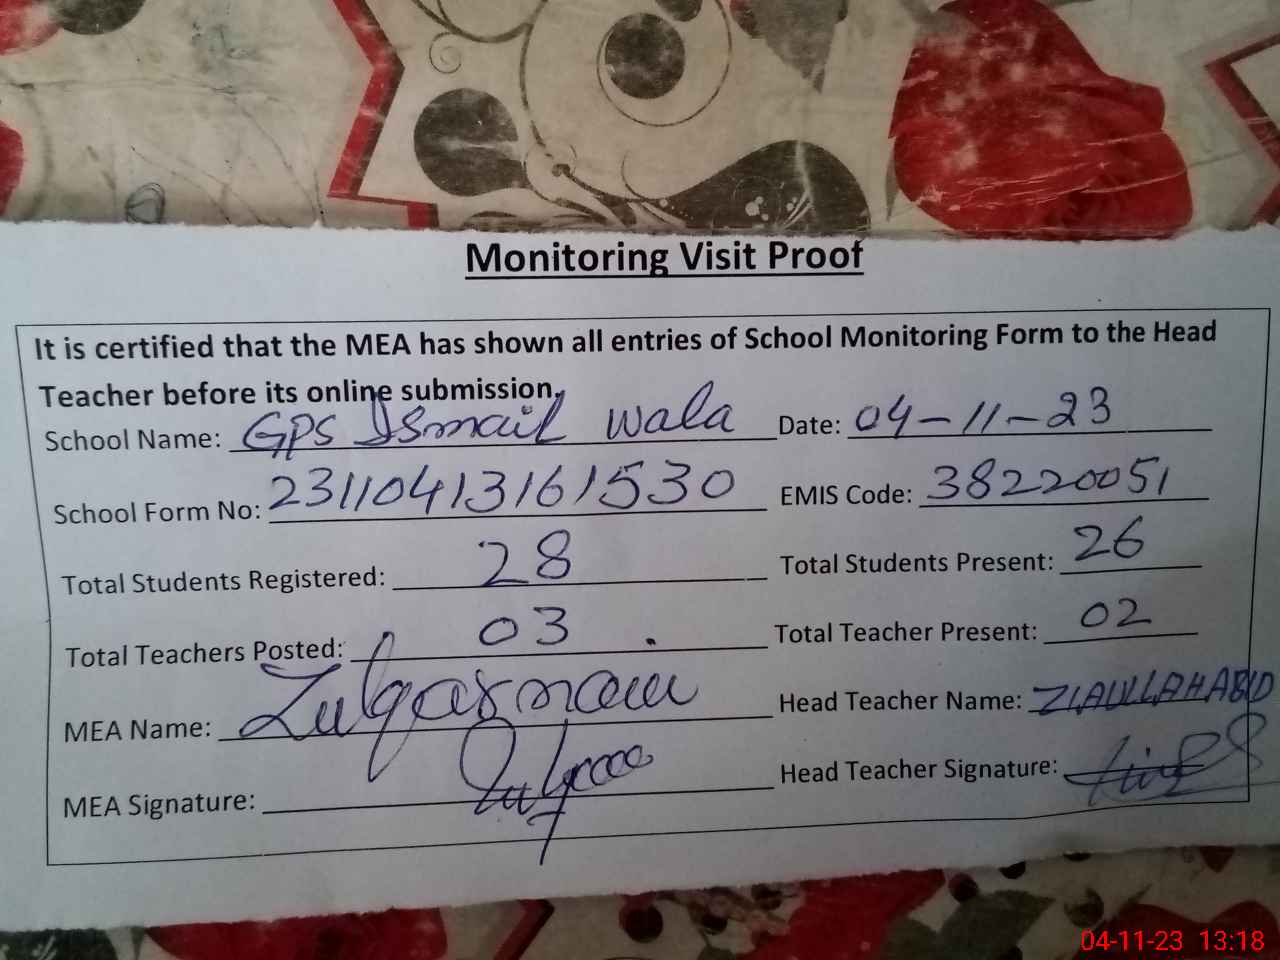 Monitoring Visit Proof
It is certified that the MEA has shown all entries of School Monitoring Form to the Head
Teacher before its online submission.
School Name: GPS Ismail wala Date: 04-11-23
School Form No: 23110413161530 EMIS Code: 38220051
Total Students Registered: 28 Total Students Present: 26
Total Teachers Posted: 03 Total Teacher Present: 02
MEA Name: Head Teacher Name: ZIAULLAHABID
MEA Signature: Head Teacher Signature:
04-11-23 13:18